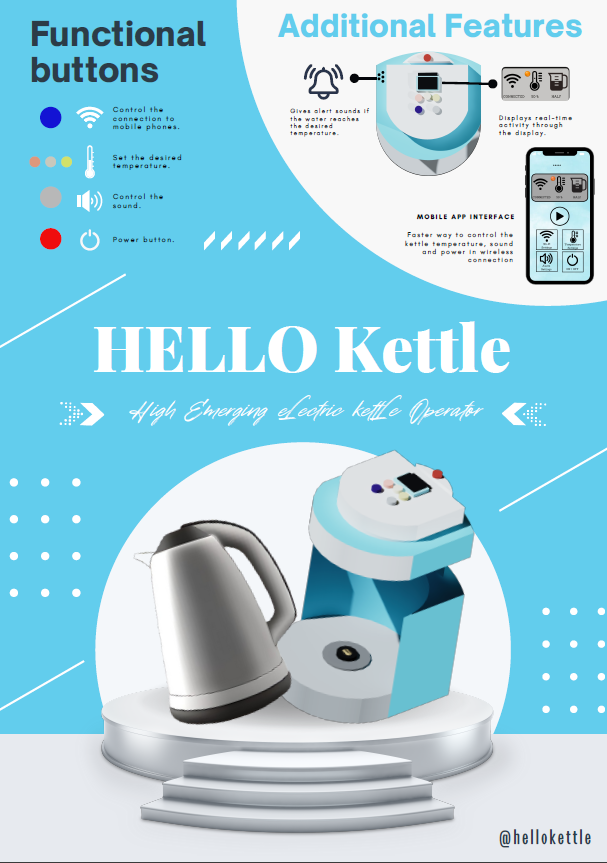 Functional
buttons
Control the
connection to
mobile phones.
Set the desired
temperature.
Control the
sound.
Power button.
Additional Features
Gives alert sounds if
the water reaches
the desired
temperature.
CONNECTED
HALF
Displays real-time
activity through
the display.
MOBILE APP INTERFACE
Faster way to control the
kettle temperature, sound
and power in wireless
connection
HELLO Kettle
High Emerging eLectric kettLe Operator
@hellokettle